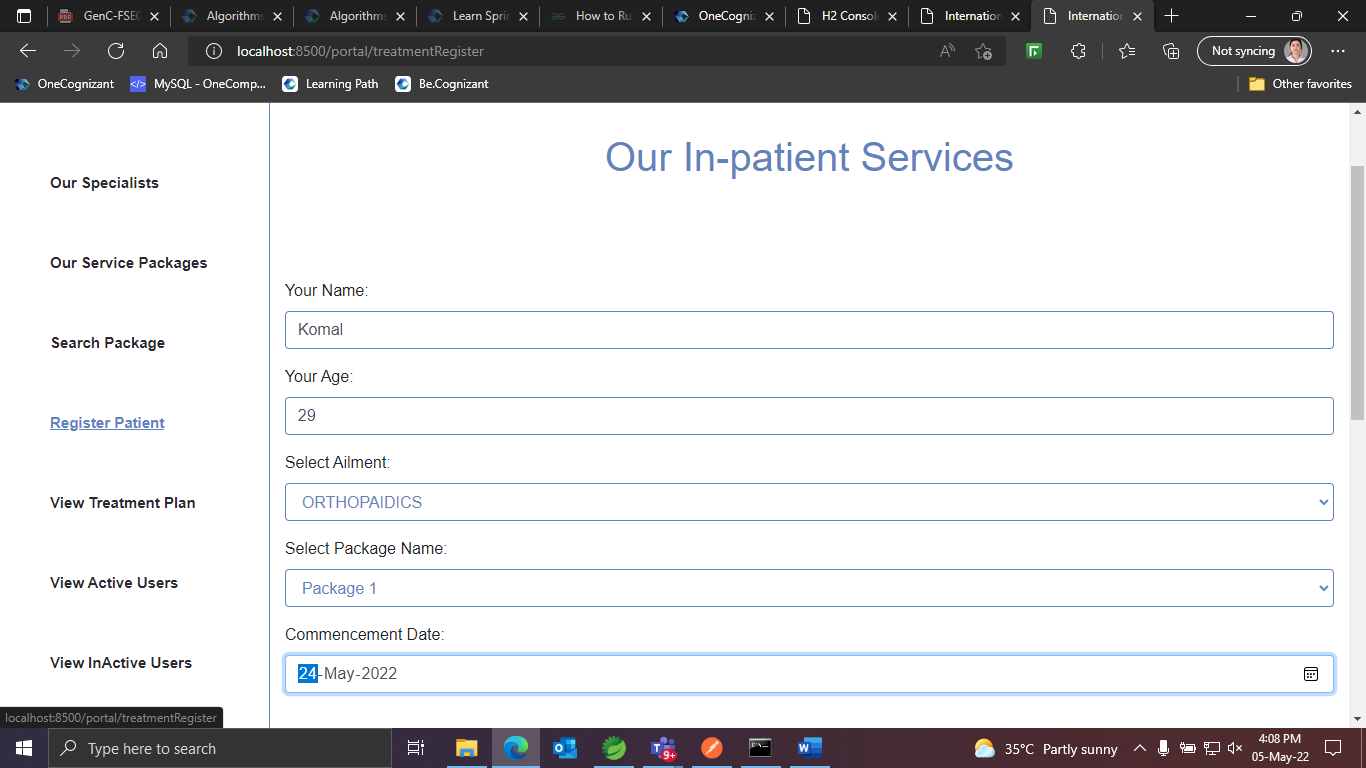 GenC-FSEC
Algorithms
Algorithms
Learn Sprin
How to Ru
OneCogniz
H2 Console
Internation
Internation
localhost:8500/portal/treatmentRegister
Not syncing
OneCognizant
MySQL - OneComp...
Learning Path
Be.Cognizant
Other favorites
Our In-patient Services
Our Specialists
Our Service Packages
Search Package
Register Patient
View Treatment Plan
View Active Users
View InActive Users
Your Name:
Komal
Your Age:
29
Select Ailment:
ORTHOPAIDICS
Select Package Name:
Package 1
Commencement Date:
24-May-2022
localhost:8500/portal/treatmentRegister
Type here to search
35°C Partly sunny
4:08 PM
05-May-22